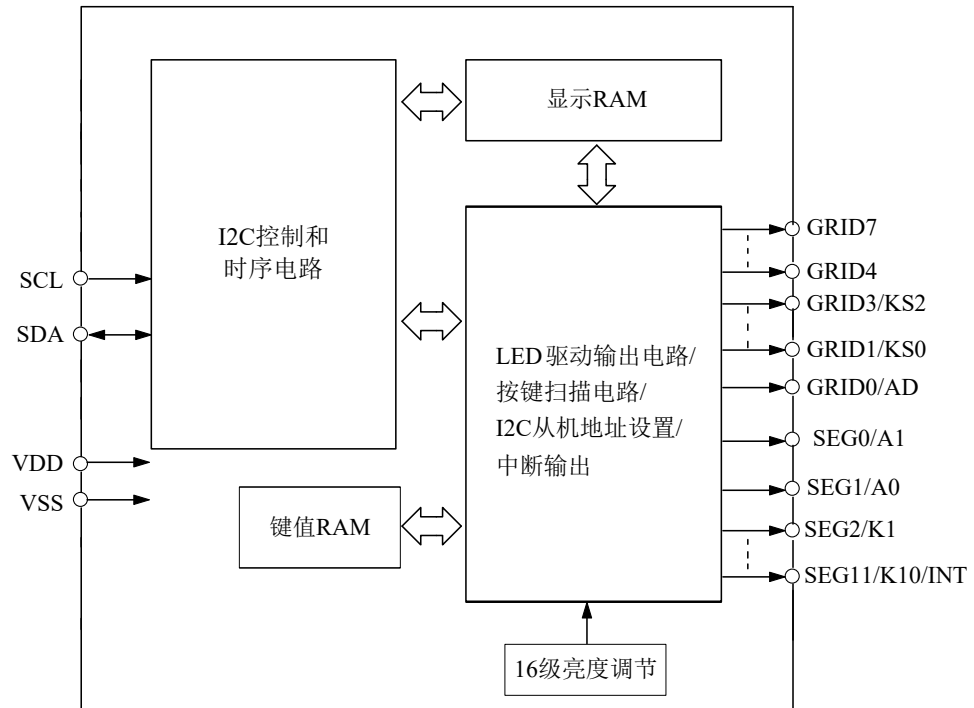 显示RAM
I2C控制和
时序电路
SCL
SDA
VDD
VSS
键值RAM
LED驱动输出电路/
按键扫描电路/
I2C从机地址设置/
中断输出
16级亮度调节
GRID7
GRID4
GRID3/KS2
GRID1/KS0
GRID0/AD
SEG0/A1
SEG1/A0
SEG2/K1
SEG11/K10/INT